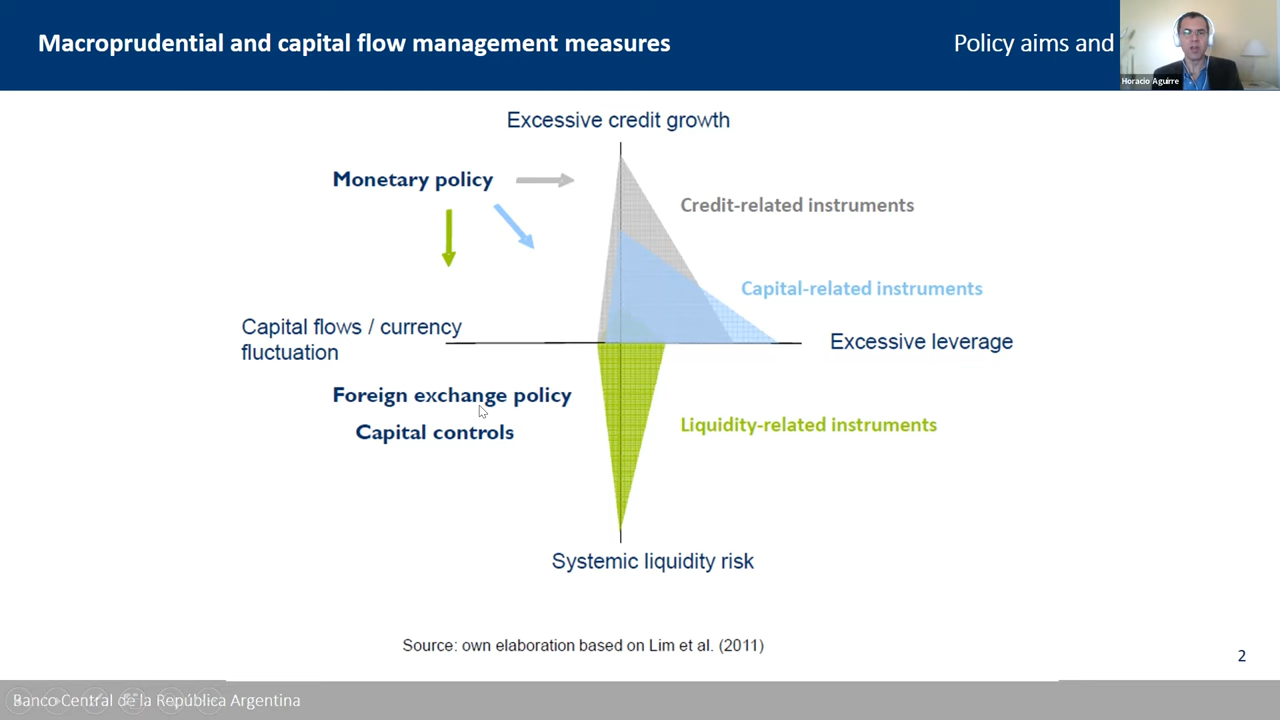 Macroprudential and capital flow management measures
Policy aims and
Horacio Aguirre
Excessive credit growth
Monetary policy
Credit-related instruments
Capital-related instruments
Capital flows / currency
fluctuation
Excessive leverage
Foreign exchange policy
Capital controls
Liquidity-related instruments
Systemic liquidity risk
Source: own elaboration based on Lim et al. (2011)
2
Banco Central de la República Argentina